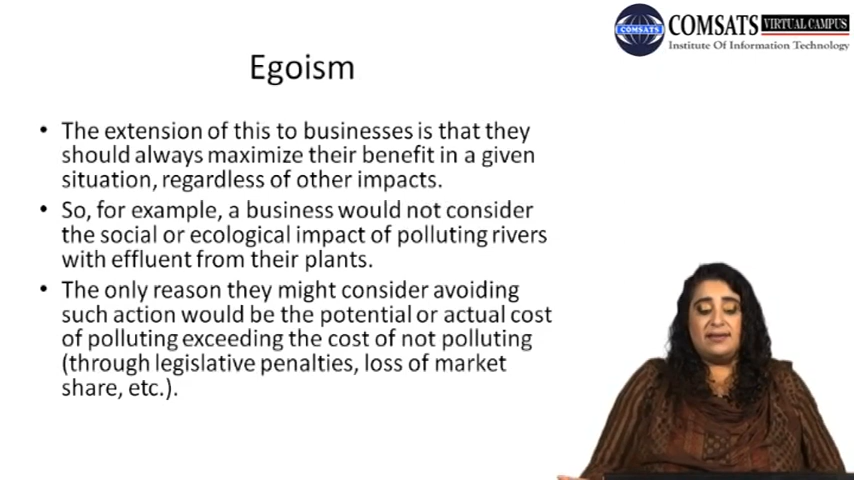 COMSATS VIRTUAL CAMPUS
COMSATS
Institute Of Information Technology
Egoism
• The extension of this to businesses is that they
should always maximize their benefit in a given
situation, regardless of other impacts.
• So, for example, a business would not consider
the social or ecological impact of polluting rivers
with effluent from their plants.
• The only reason they might consider avoiding
such action would be the potential or actual cost
of polluting exceeding the cost of not polluting
(through legislative penalties, loss of market
share, etc.).